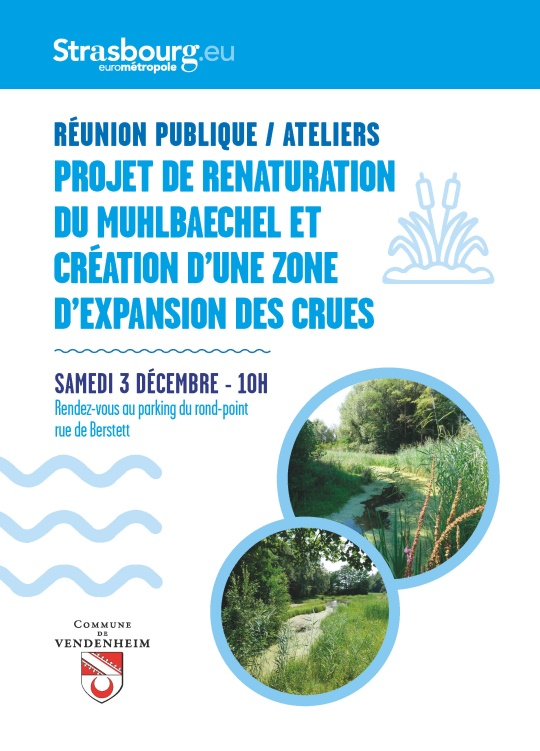 Strasbourg.eu
eurométropole
RÉUNION PUBLIQUE / ATELIERS
PROJET DE RENATURATION
DU MUHLBAECHEL ET
CRÉATION D'UNE ZONE
D'EXPANSION DES CRUES
SAMEDI 3 DÉCEMBRE - 10H
Rendez-vous au parking du rond-point
rue de Berstett
COMMUNE
DE
VENDENHEIM